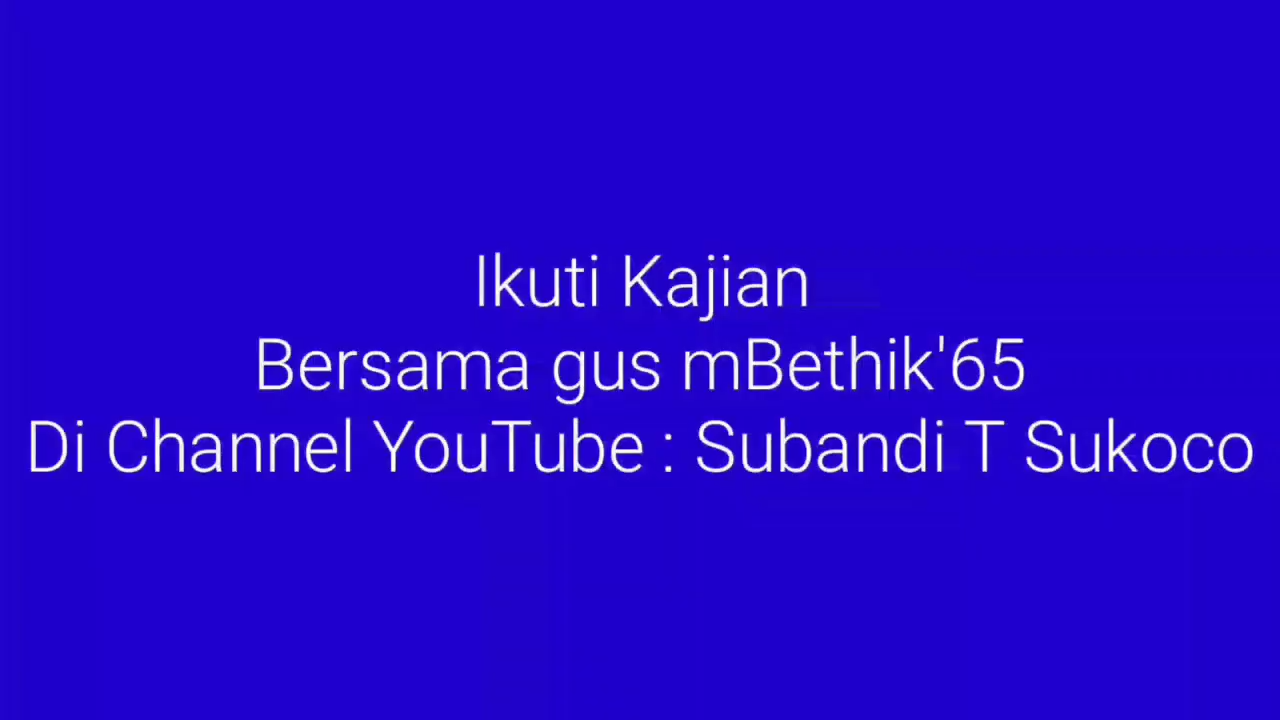 Ikuti Kajian
Bersama gus mBethik'65
Di Channel YouTube : Subandi T Sukoco